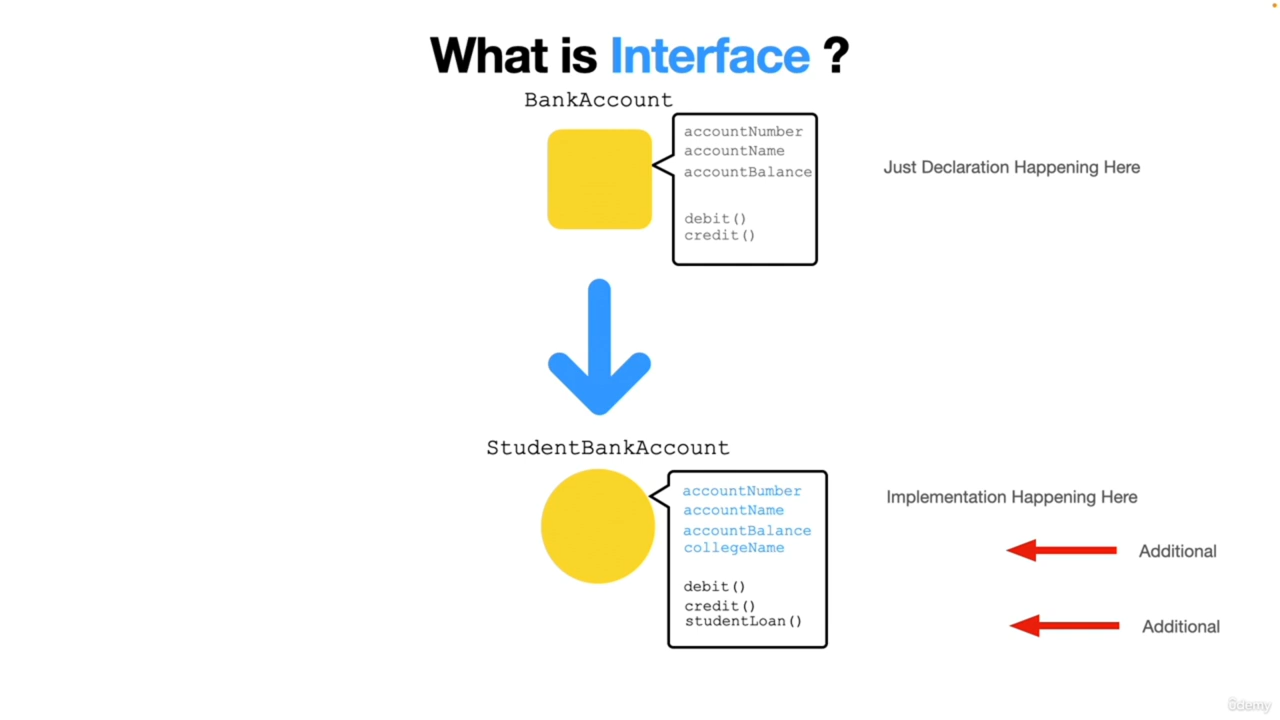 What is Interface ?
BankAccount
accountNumber
accountName
accountBalance
debit()
credit()
Just Declaration Happening Here
StudentBankAccount
accountNumber
accountName
accountBalance
collegeName
debit()
credit()
studentLoan()
Implementation Happening Here
Additional
Additional
ûdemy